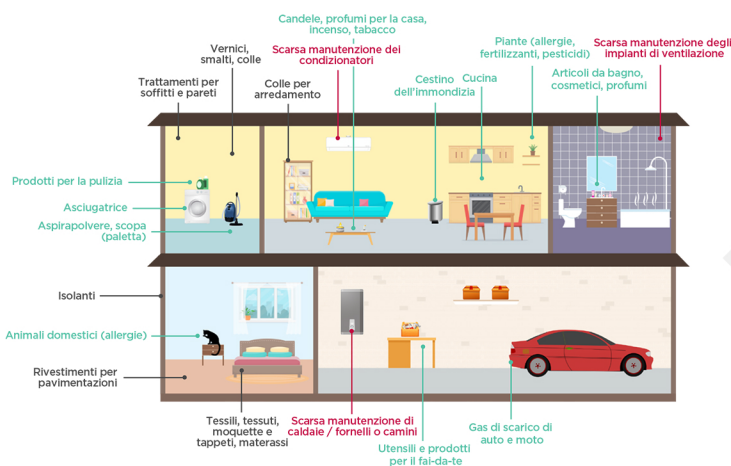 Candele, profumi per la casa,
incenso, tabacco
Vernici,
smalti, colle
Scarsa manutenzione dei
condizionatori
Piante (allergie,
fertilizzanti, pesticidi)
Scarsa manutenzione degli
impianti di ventilazione
Trattamenti per
soffitti e pareti
Colle per
arredamento
Cestino
dell'immondizia
Cucina
Articoli da bagno,
cosmetici, profumi
Prodotti per la pulizia
Asciugatrice
Aspirapolvere, scopa
(paletta)
Isolanti
Animali domestici (allergie)
Rivestimenti per
pavimentazioni
Tessili, tessuti,
moquette e
tappeti, materassi
Scarsa manutenzione di
caldaie / fornelli o camini
Utensili e prodotti
per il fai-da-te
Gas di scarico di
auto e moto